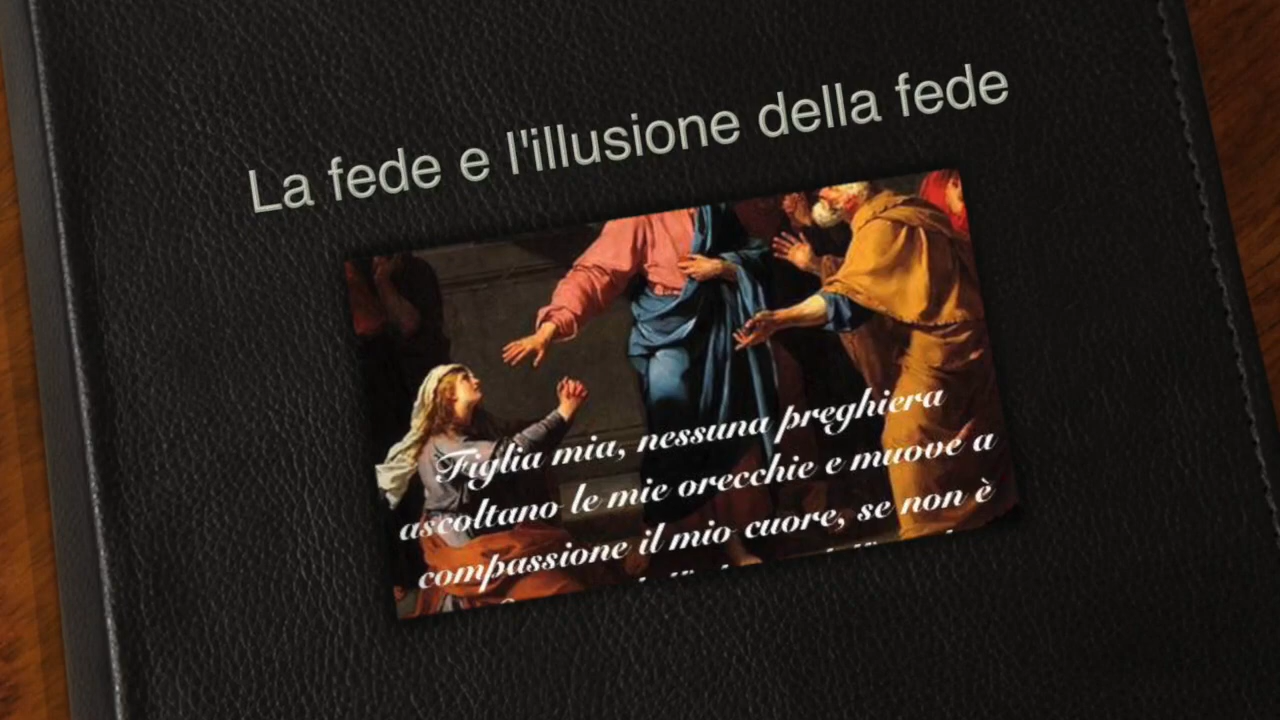 La fede e l'illusione della fede
Figlia mia, nessuna preghiera
ascoltano le mie orecchie e muove a
compassione il mio cuore, se non è